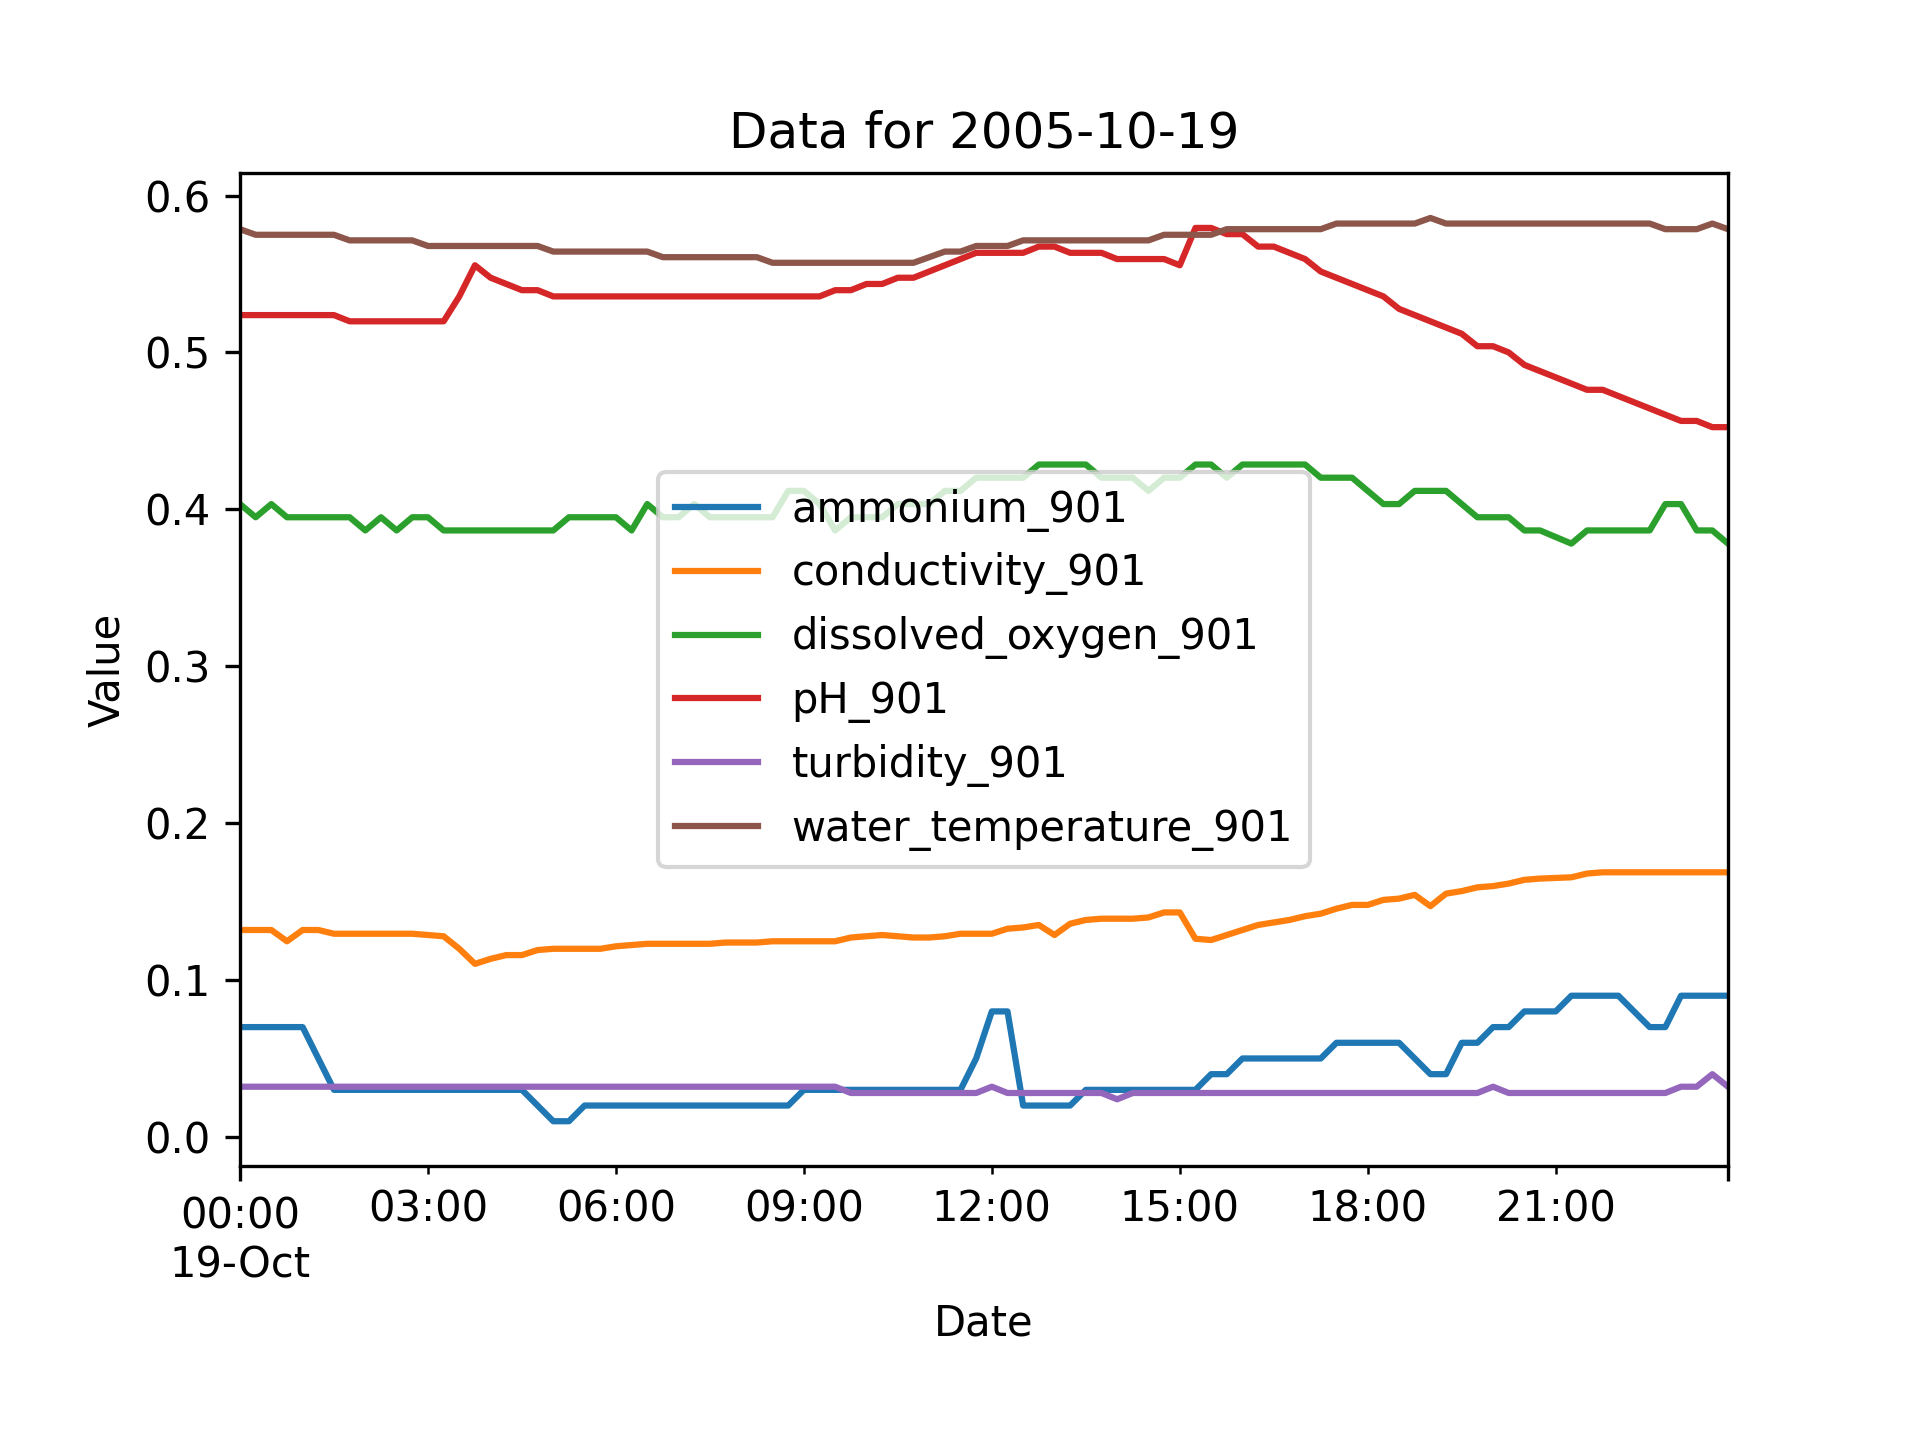 Data for 2005-10-19
0.6
0.5
0.4
0.3
0.2
0.1
0.0
Value
ammonium_901
conductivity_901
dissolved_oxygen_901
pH_901
turbidity_901
water_temperature_901
00:00 03:00 06:00 09:00 12:00 15:00 18:00 21:00
19-Oct
Date